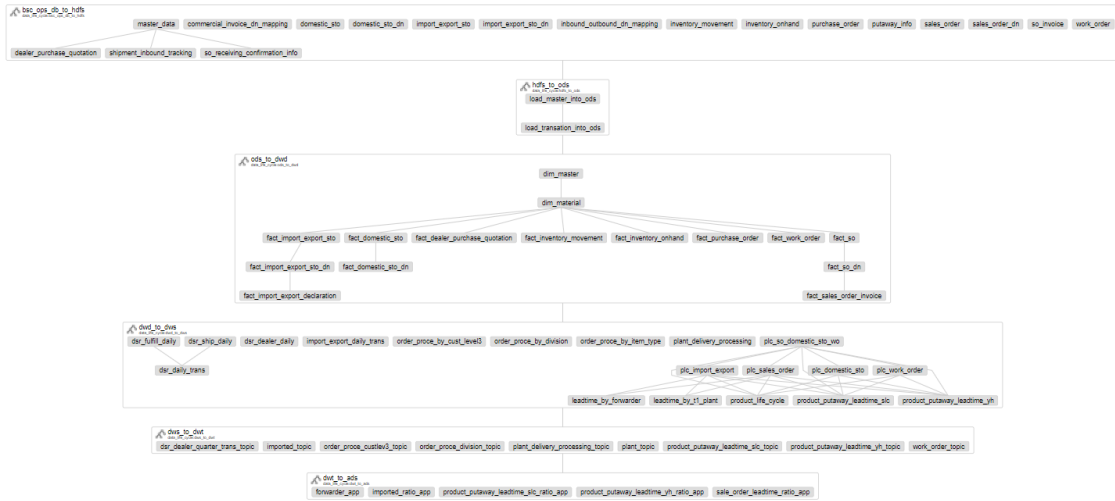 bsc_ops_db_to_hdfs
master_data commercial_invoice_dn_mapping domestic_sto domestic_sto_dn import_export_sto import_export_sto_dn inbound_outbound_dn_mapping inventory_movement inventory_onhand purchase_order putaway_info sales_order sales_order_dn so_invoice work_order
dealer_purchase_quotation shipment_inbound_tracking so_receiving_confirmation_info
hdfs_to_ods
load_master_into_ods
load_transation_into_ods
ods_to_dwd
dim_master
dim_material
fact_import_export_sto fact_domestic_sto fact_dealer_purchase_quotation fact_inventory_movement fact_inventory_onhand fact_purchase_order fact_work_order fact_so
fact_import_export_sto_dn fact_domestic_sto_dn fact_so_dn
fact_import_export_declaration fact_sales_order_invoice
dwd_to_dws
dsr_fulfill_daily dsr_ship_daily dsr_dealer_daily import_export_daily_trans order_proce_by_cust_level3 order_proce_by_division order_proce_by_item_type plant_delivery_processing plc_so_domestic_sto_wo
dsr_daily_trans plc_import_export plc_sales_order plc_domestic_sto plc_work_order
leadtime_by_forwarder leadtime_by_t1_plant product_life_cycle product_putaway_leadtime_slc product_putaway_leadtime_yh
dws_to_dwt
dsr_dealer_quarter_trans_topic imported_topic order_proce_custlev3_topic order_proce_division_topic plant_delivery_processing_topic plant_topic product_putaway_leadtime_slc_topic product_putaway_leadtime_yh_topic work_order_topic
dwt_to_ads
forwarder_app imported_ratio_app product_putaway_leadtime_slc_ratio_app product_putaway_leadtime_yh_ratio_app sale_order_leadtime_ratio_app